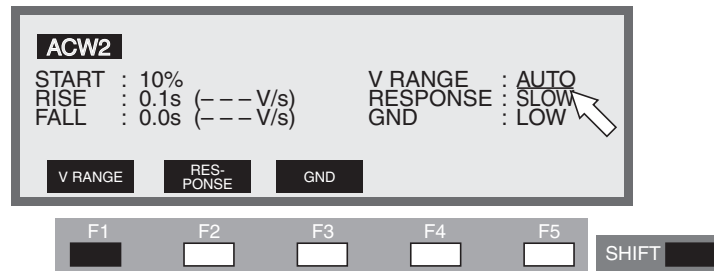 ACW2
START : 10%
RISE : 0.1s (– – – V/s)
FALL : 0.0s (– – – V/s)
V RANGE : AUTO
RESPONSE : SLOW
GND : LOW
V RANGE
RES-
PONSE
GND
F1 F2 F3 F4 F5
SHIFT